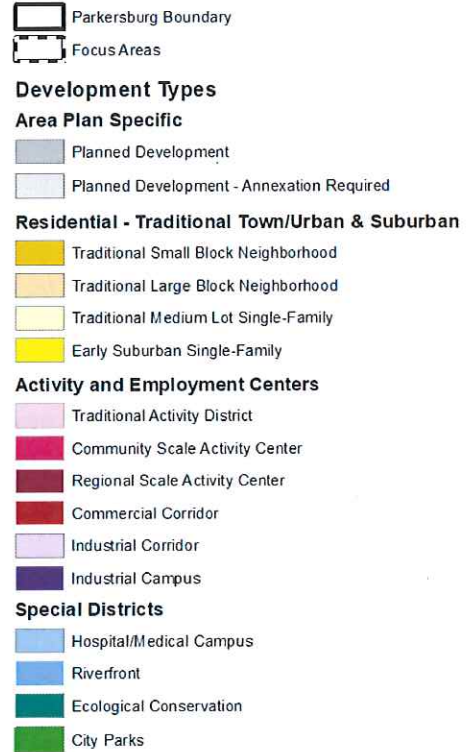 Parkersburg Boundary
Focus Areas
Development Types
Area Plan Specific
Planned Development
Planned Development - Annexation Required
Residential - Traditional Town/Urban & Suburban
Traditional Small Block Neighborhood
Traditional Large Block Neighborhood
Traditional Medium Lot Single-Family
Early Suburban Single-Family
Activity and Employment Centers
Traditional Activity District
Community Scale Activity Center
Regional Scale Activity Center
Commercial Corridor
Industrial Corridor
Industrial Campus
Special Districts
Hospital/Medical Campus
Riverfront
Ecological Conservation
City Parks